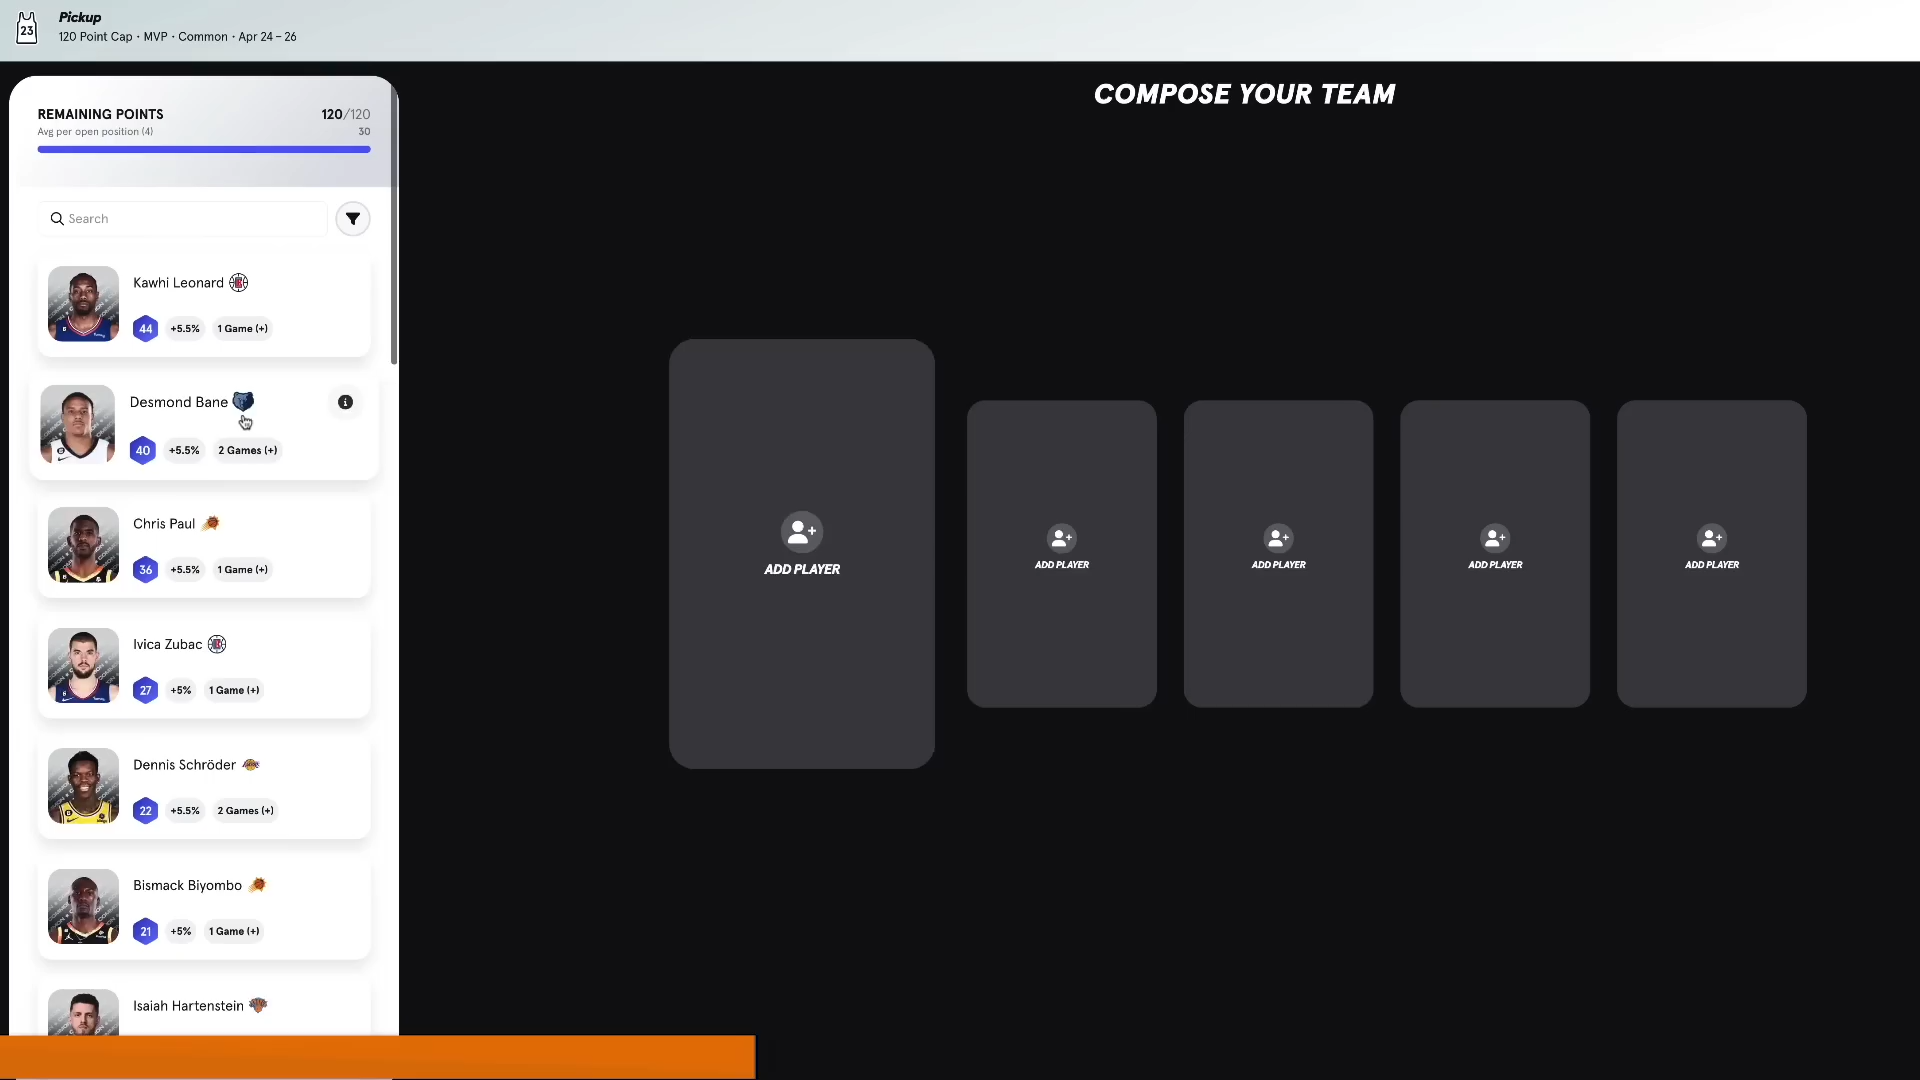 23
Pickup
120 Point Cap • MVP • Common • Apr 24 – 26
COMPOSE YOUR TEAM
REMAINING POINTS 120/120
Avg per open position (4) 30
Search
Kawhi Leonard
44 +5.5% 1 Game (+)
Desmond Bane
40 +5.5% 2 Games (+)
Chris Paul
36 +5.5% 1 Game (+)
Ivica Zubac
27 +5% 1 Game (+)
Dennis Schröder
22 +5.5% 2 Games (+)
Bismack Biyombo
21 +5% 1 Game (+)
Isaiah Hartenstein
ADD PLAYER
ADD PLAYER
ADD PLAYER
ADD PLAYER
ADD PLAYER